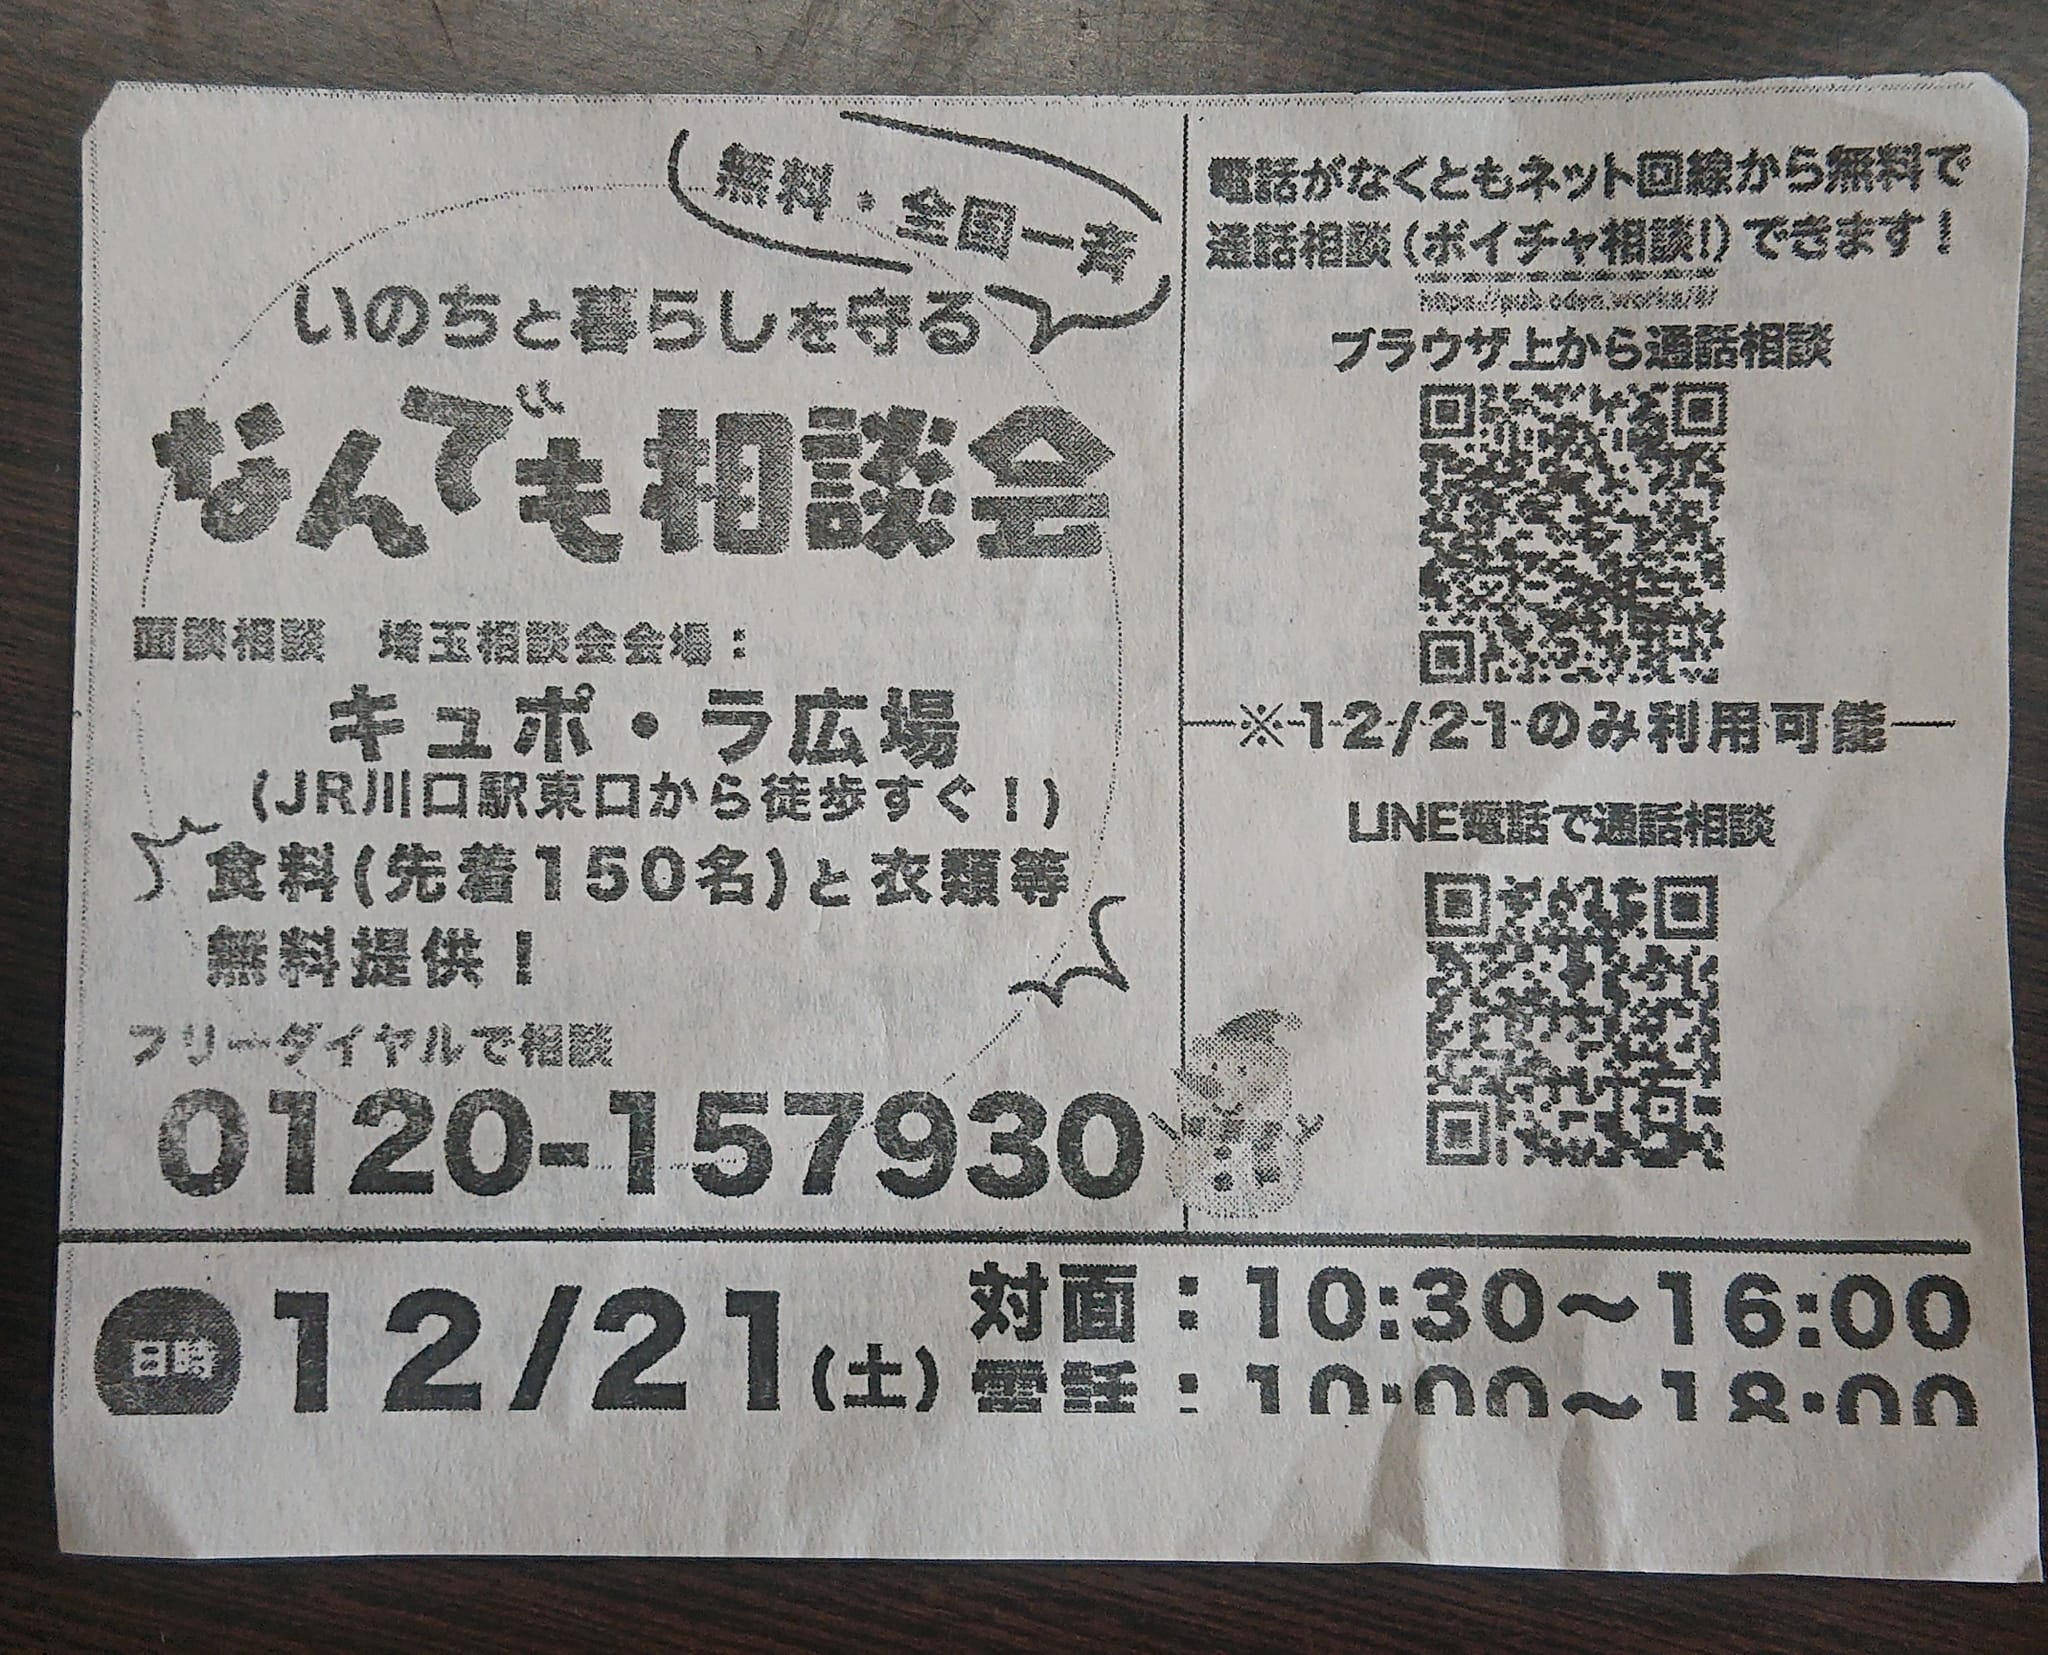 無料・全国一斉
いのちと暮らしを守る
なんでも相談会
面談相談 埼玉相談会会場：
キュポ・ラ広場
(JR川口駅東口から徒歩すぐ！)
食料(先着150名)と衣類等
無料提供！
フリーダイヤルで相談
0120-157930
電話がなくともネット回線から無料で
通話相談(ボイチャ相談!)できます！
ブラウザ上から通話相談
※12/21のみ利用可能
LINE電話で通話相談
日時 12/21(土)
対面：10:30〜16:00
電話：10:00〜18:00